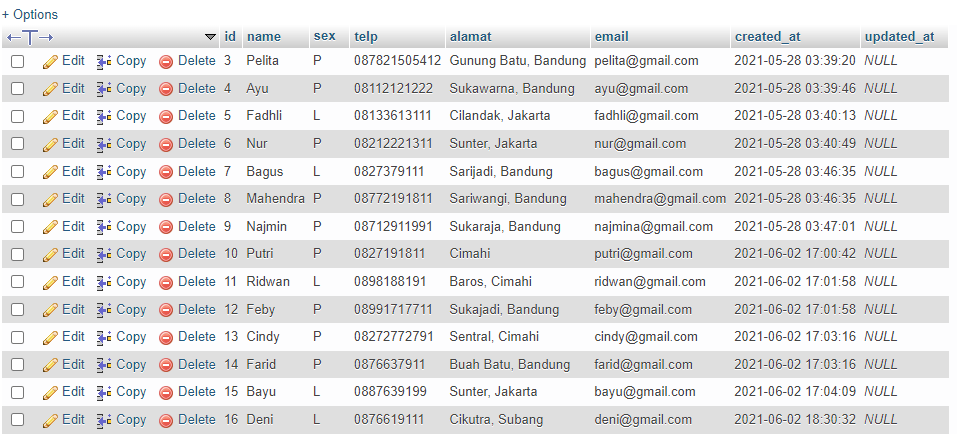 + Options
id name sex telp alamat email created_at updated_at
Edit Copy Delete 3 Pelita P 087821505412 Gunung Batu, Bandung pelita@gmail.com 2021-05-28 03:39:20 NULL
Edit Copy Delete 4 Ayu P 08112121222 Sukawarna, Bandung ayu@gmail.com 2021-05-28 03:39:46 NULL
Edit Copy Delete 5 Fadhli L 08133613111 Cilandak, Jakarta fadhli@gmail.com 2021-05-28 03:40:13 NULL
Edit Copy Delete 6 Nur P 08212221311 Sunter, Jakarta nur@gmail.com 2021-05-28 03:40:49 NULL
Edit Copy Delete 7 Bagus L 0827379111 Sarijadi, Bandung bagus@gmail.com 2021-05-28 03:46:35 NULL
Edit Copy Delete 8 Mahendra P 08772191811 Sariwangi, Bandung mahendra@gmail.com 2021-05-28 03:46:35 NULL
Edit Copy Delete 9 Najmin P 08712911991 Sukaraja, Bandung najmina@gmail.com 2021-05-28 03:47:01 NULL
Edit Copy Delete 10 Putri P 0827191811 Cimahi putri@gmail.com 2021-06-02 17:00:42 NULL
Edit Copy Delete 11 Ridwan L 0898188191 Baros, Cimahi ridwan@gmail.com 2021-06-02 17:01:58 NULL
Edit Copy Delete 12 Feby P 08991717711 Sukajadi, Bandung feby@gmail.com 2021-06-02 17:01:58 NULL
Edit Copy Delete 13 Cindy P 08272772791 Sentral, Cimahi cindy@gmail.com 2021-06-02 17:03:16 NULL
Edit Copy Delete 14 Farid P 0876637911 Buah Batu, Bandung farid@gmail.com 2021-06-02 17:03:16 NULL
Edit Copy Delete 15 Bayu L 0887639199 Sunter, Jakarta bayu@gmail.com 2021-06-02 17:04:09 NULL
Edit Copy Delete 16 Deni L 0876619111 Cikutra, Subang deni@gmail.com 2021-06-02 18:30:32 NULL